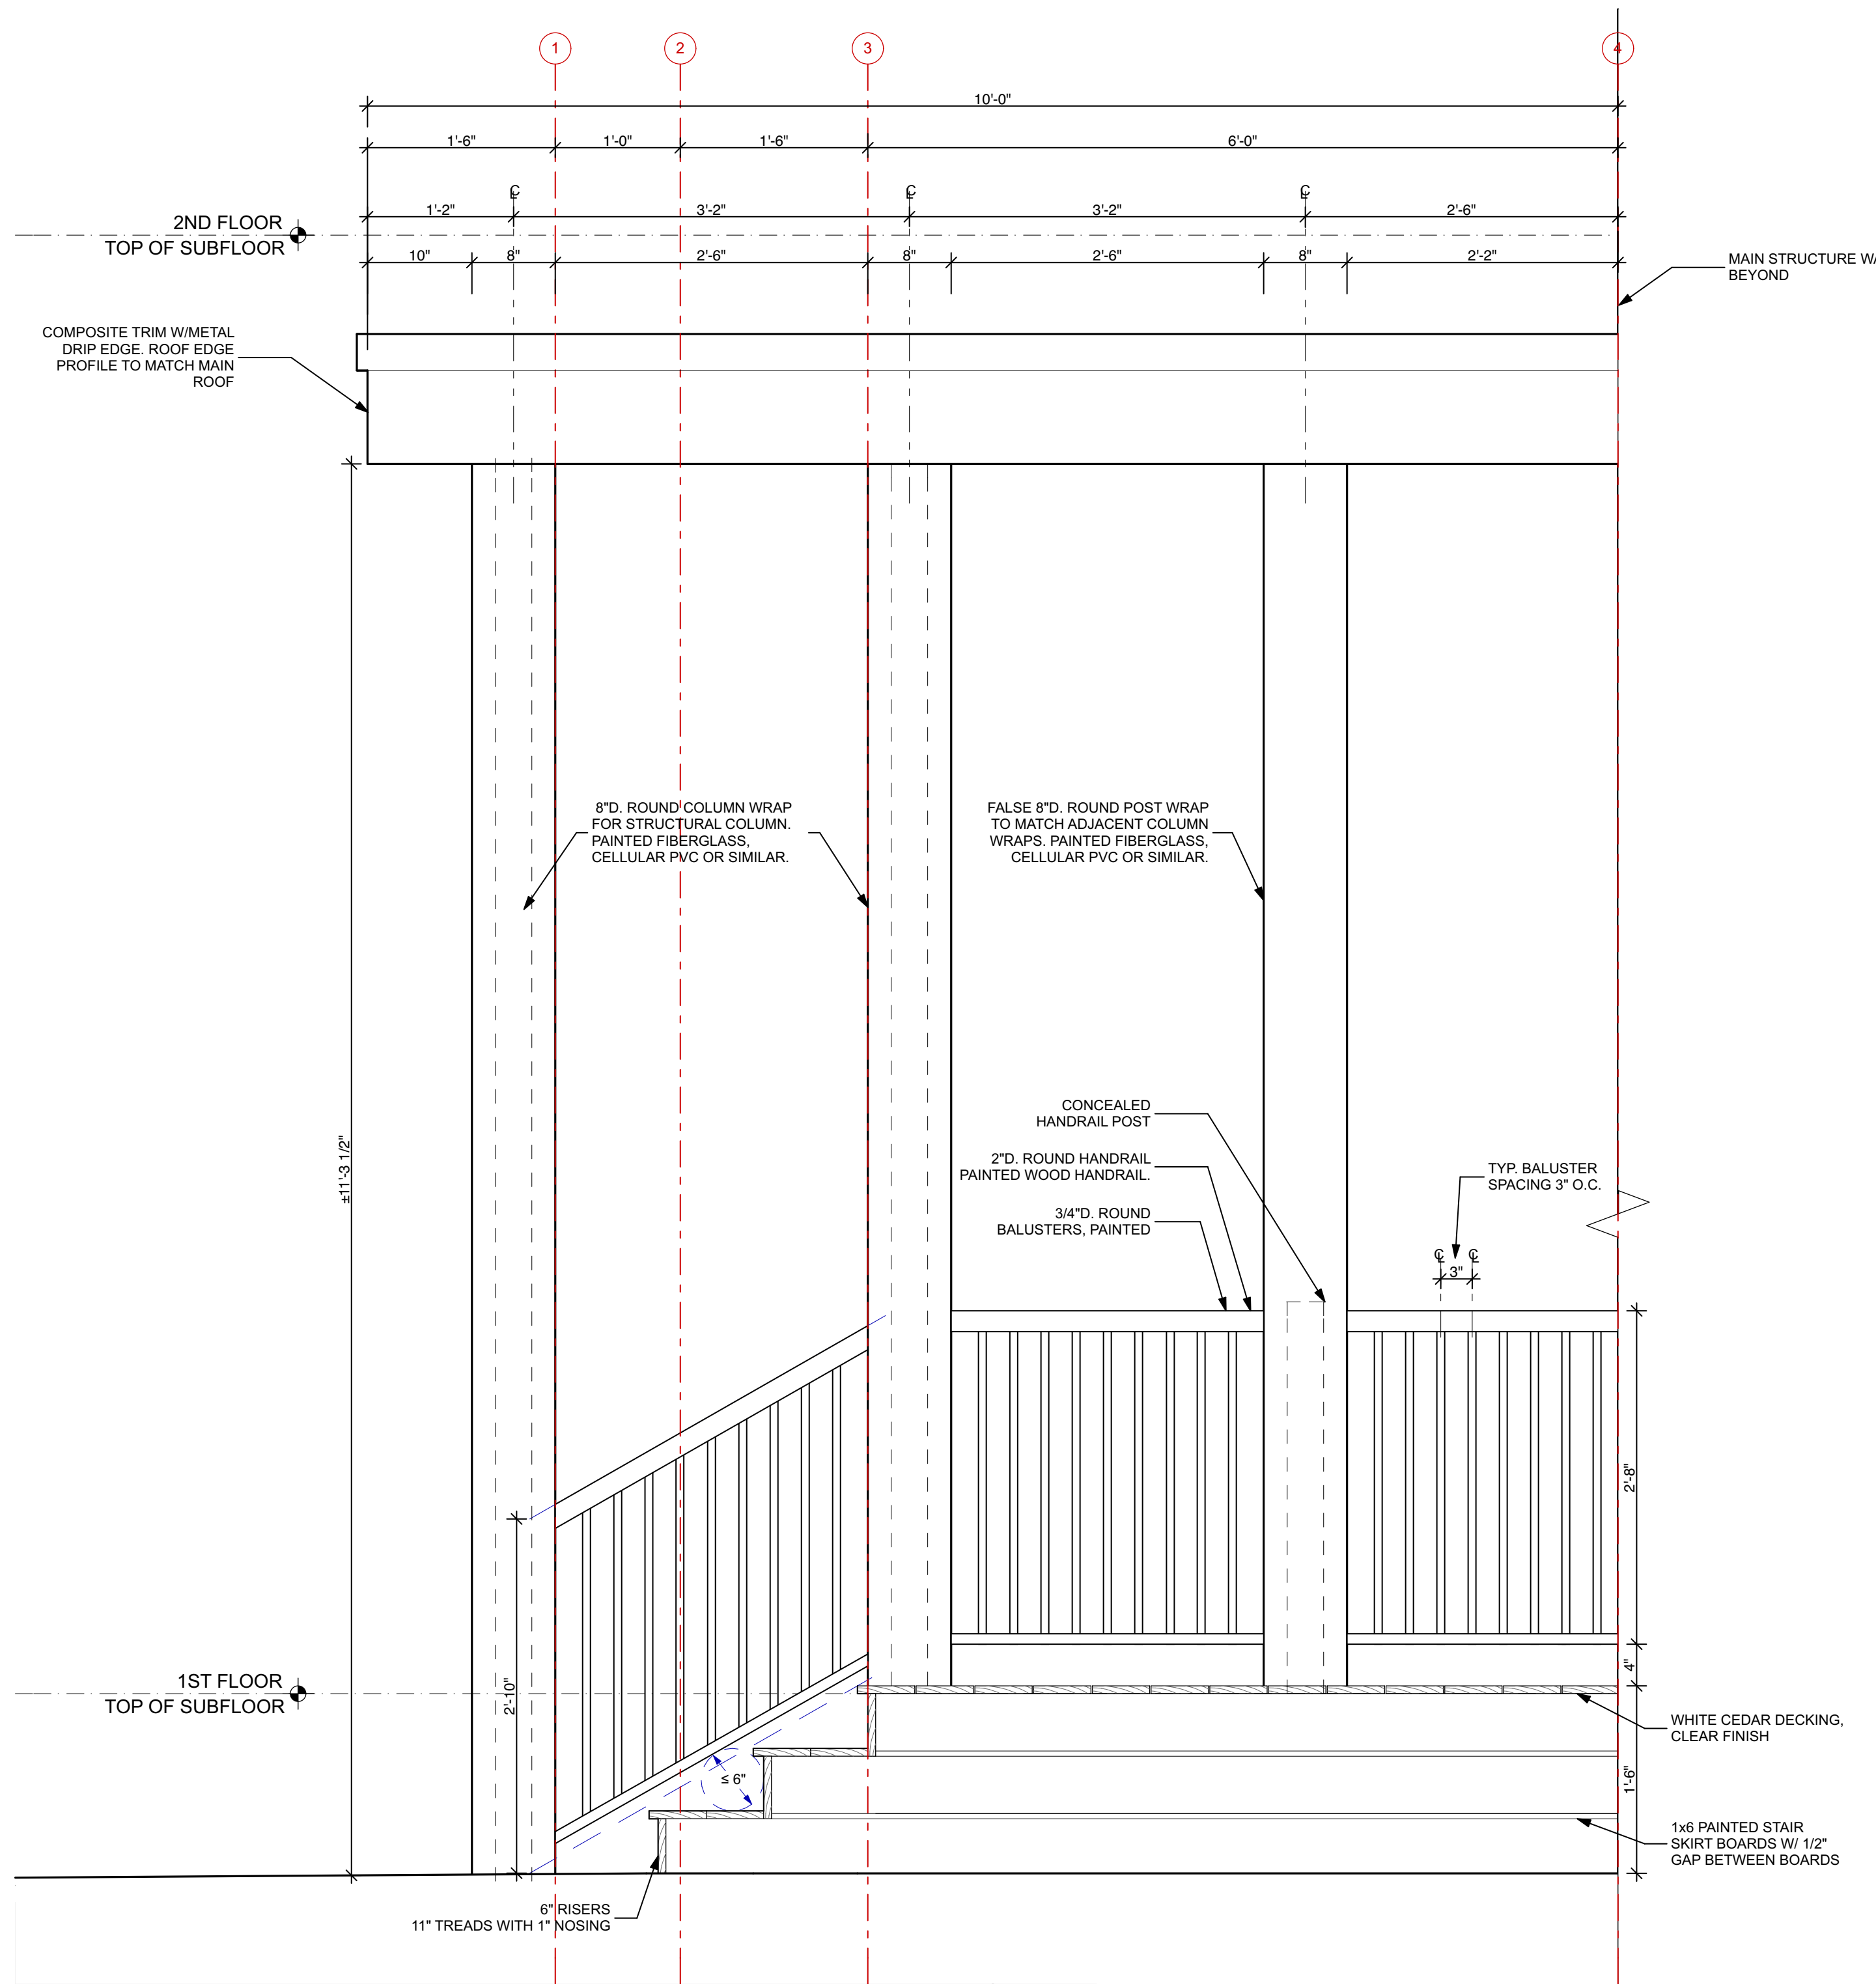 1
2
3
4
10'-0"
1'-6"
1'-0"
1'-6"
6'-0"
℄
℄
℄
1'-2"
3'-2"
3'-2"
2'-6"
2ND FLOOR
TOP OF SUBFLOOR
10"
8"
2'-6"
8"
2'-6"
8"
2'-2"
MAIN STRUCTURE W/
BEYOND
COMPOSITE TRIM W/METAL
DRIP EDGE. ROOF EDGE
PROFILE TO MATCH MAIN
ROOF
8"D. ROUND COLUMN WRAP
FOR STRUCTURAL COLUMN.
PAINTED FIBERGLASS,
CELLULAR PVC OR SIMILAR.
FALSE 8"D. ROUND POST WRAP
TO MATCH ADJACENT COLUMN
WRAPS. PAINTED FIBERGLASS,
CELLULAR PVC OR SIMILAR.
±11'-3 1/2"
CONCEALED
HANDRAIL POST
2"D. ROUND HANDRAIL
PAINTED WOOD HANDRAIL.
3/4"D. ROUND
BALUSTERS, PAINTED
TYP. BALUSTER
SPACING 3" O.C.
℄
℄
3"
2'-8"
4"
1'-6"
2'-10"
1ST FLOOR
TOP OF SUBFLOOR
≤ 6"
WHITE CEDAR DECKING,
CLEAR FINISH
1x6 PAINTED STAIR
SKIRT BOARDS W/ 1/2"
GAP BETWEEN BOARDS
6" RISERS
11" TREADS WITH 1" NOSING